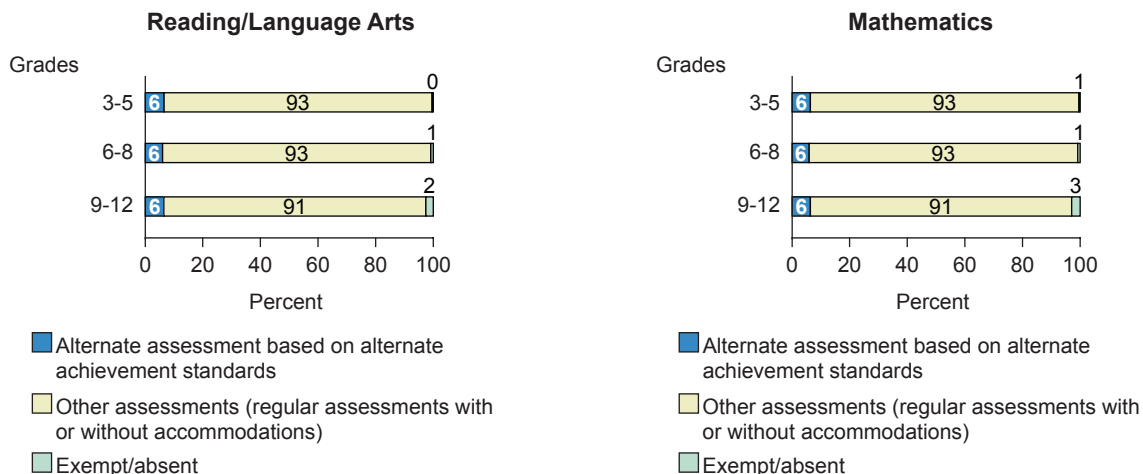 Reading/Language Arts
Grades
0
3-5 6 93
1
6-8 6 93
2
9-12 6 91
0 20 40 60 80 100
Percent
Alternate assessment based on alternate
achievement standards
Other assessments (regular assessments with
or without accommodations)
Exempt/absent
Mathematics
Grades
1
3-5 6 93
1
6-8 6 93
3
9-12 6 91
0 20 40 60 80 100
Percent
Alternate assessment based on alternate
achievement standards
Other assessments (regular assessments with
or without accommodations)
Exempt/absent